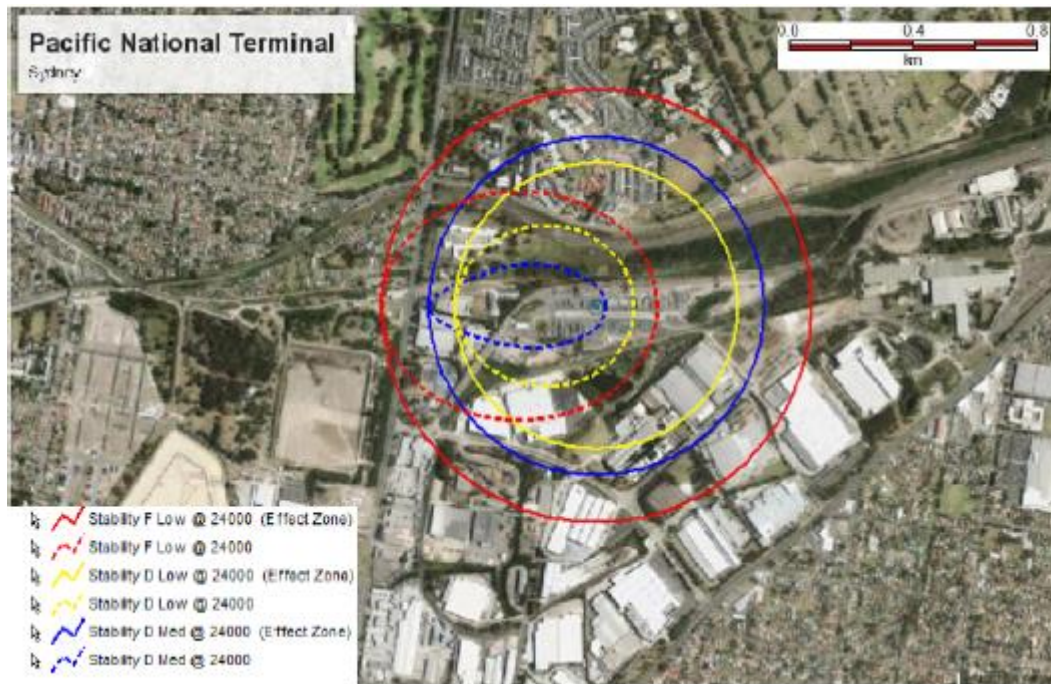 Pacific National Terminal
Sydney
0.0 0.4 0.8
km
Stability F Low @ 24000 (Effect Zone)
Stability F Low @ 24000
Stability D Low @ 24000 (Effect Zone)
Stability D Low @ 24000
Stability D Med @ 24000 (Effect Zone)
Stability D Med @ 24000